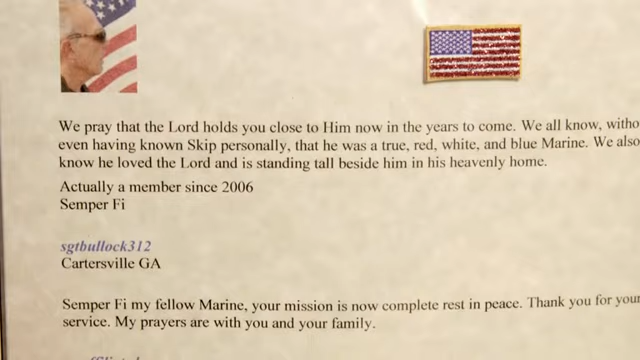 We pray that the Lord holds you close to Him now in the years to come. We all know, witho
even having known Skip personally, that he was a true, red, white, and blue Marine. We also
know he loved the Lord and is standing tall beside him in his heavenly home.
Actually a member since 2006
Semper Fi
sgtbullock312
Cartersville GA
Semper Fi my fellow Marine, your mission is now complete rest in peace. Thank you for your
service. My prayers are with you and your family.